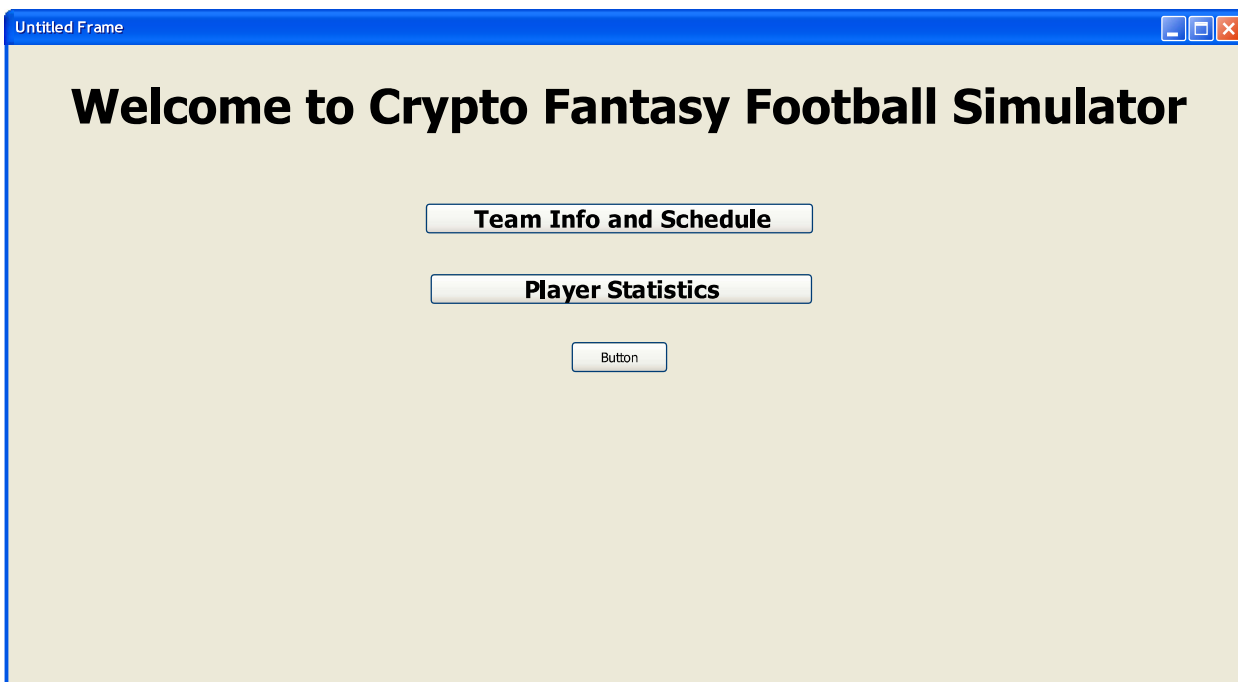 Untitled Frame
Welcome to Crypto Fantasy Football Simulator
Team Info and Schedule
Player Statistics
Button